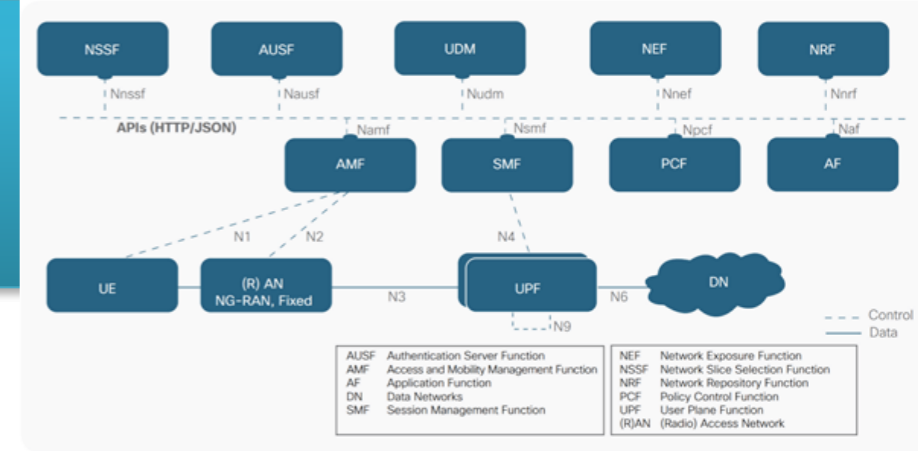 NSSF AUSF UDM NEF NRF
Nnssf Nausf Nudm Nnef Nnrf
APIs (HTTP/JSON)
Namf Nsmf Npcf Naf
AMF SMF PCF AF
N1 N2 N4
UE
(R) AN
NG-RAN, Fixed
UPF
DN
N3 N6
N9
Control
Data
AUSF Authentication Server Function
AMF Access and Mobility Management Function
AF Application Function
DN Data Networks
SMF Session Management Function
NEF Network Exposure Function
NSSF Network Slice Selection Function
NRF Network Repository Function
PCF Policy Control Function
UPF User Plane Function
(R)AN (Radio) Access Network